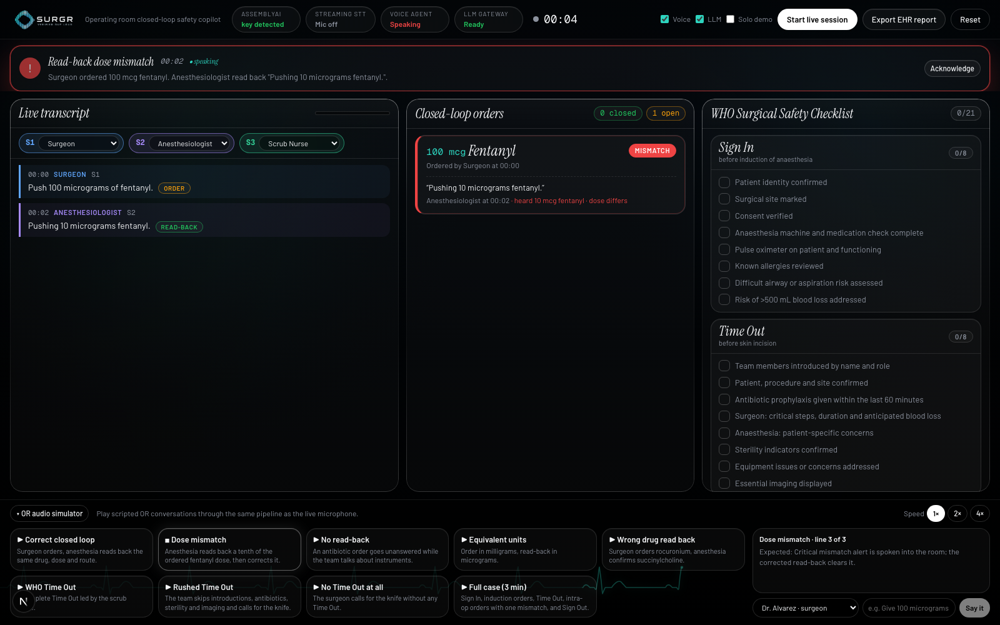 SURGR
Operating room closed-loop safety copilot
ASSEMBLYAI
key detected
STREAMING STT
Mic off
VOICE AGENT
Speaking
LLM GATEWAY
Ready
00:04
Voice
LLM
Solo demo
Start live session
Export EHR report
Reset
!
Read-back dose mismatch 00:02 • speaking
Surgeon ordered 100 mcg fentanyl. Anesthesiologist read back "Pushing 10 micrograms fentanyl.".
Acknowledge
Live transcript
S1 Surgeon
S2 Anesthesiologist
S3 Scrub Nurse
00:00 SURGEON S1
Push 100 micrograms of fentanyl. ORDER
00:02 ANESTHESIOLOGIST S2
Pushing 10 micrograms fentanyl. READ-BACK
Closed-loop orders
0 closed
1 open
100 mcg Fentanyl
MISMATCH
Ordered by Surgeon at 00:00
"Pushing 10 micrograms fentanyl."
Anesthesiologist at 00:02 · heard 10 mcg fentanyl · dose differs
WHO Surgical Safety Checklist
0/21
Sign In
before induction of anaesthesia
0/8
Patient identity confirmed
Surgical site marked
Consent verified
Anaesthesia machine and medication check complete
Pulse oximeter on patient and functioning
Known allergies reviewed
Difficult airway or aspiration risk assessed
Risk of >500 mL blood loss addressed
Time Out
before skin incision
0/8
Team members introduced by name and role
Patient, procedure and site confirmed
Antibiotic prophylaxis given within the last 60 minutes
Surgeon: critical steps, duration and anticipated blood loss
Anaesthesia: patient-specific concerns
Sterility indicators confirmed
Equipment issues or concerns addressed
Essential imaging displayed
OR audio simulator
Play scripted OR conversations through the same pipeline as the live microphone.
Speed 1× 2× 4×
Correct closed loop
Surgeon orders, anesthesia reads back the
same drug, dose and route.
Dose mismatch
Anesthesia reads back a tenth of the
ordered fentanyl dose, then corrects it.
No read-back
An antibiotic order goes unanswered while
the team talks about instruments.
Equivalent units
Order in milligrams, read-back in
micrograms.
Wrong drug read back
Surgeon orders rocuronium, anesthesia
confirms succinylcholine.
WHO Time Out
plete Time Out led by the scrub
Rushed Time Out
The team skips introductions, antibiotics,
sterility and imaging and calls for the knife.
No Time Out at all
The surgeon calls for the knife without any
Time Out.
Full case (3 min)
Sign In, induction orders, Time Out, intra-
op orders with one mismatch, and Sign Out.
Dose mismatch · line 3 of 3
Expected: Critical mismatch alert is spoken into the room; the
corrected read-back clears it.
Dr. Alvarez · surgeon
e.g. Give 100 micrograms
Say it
N